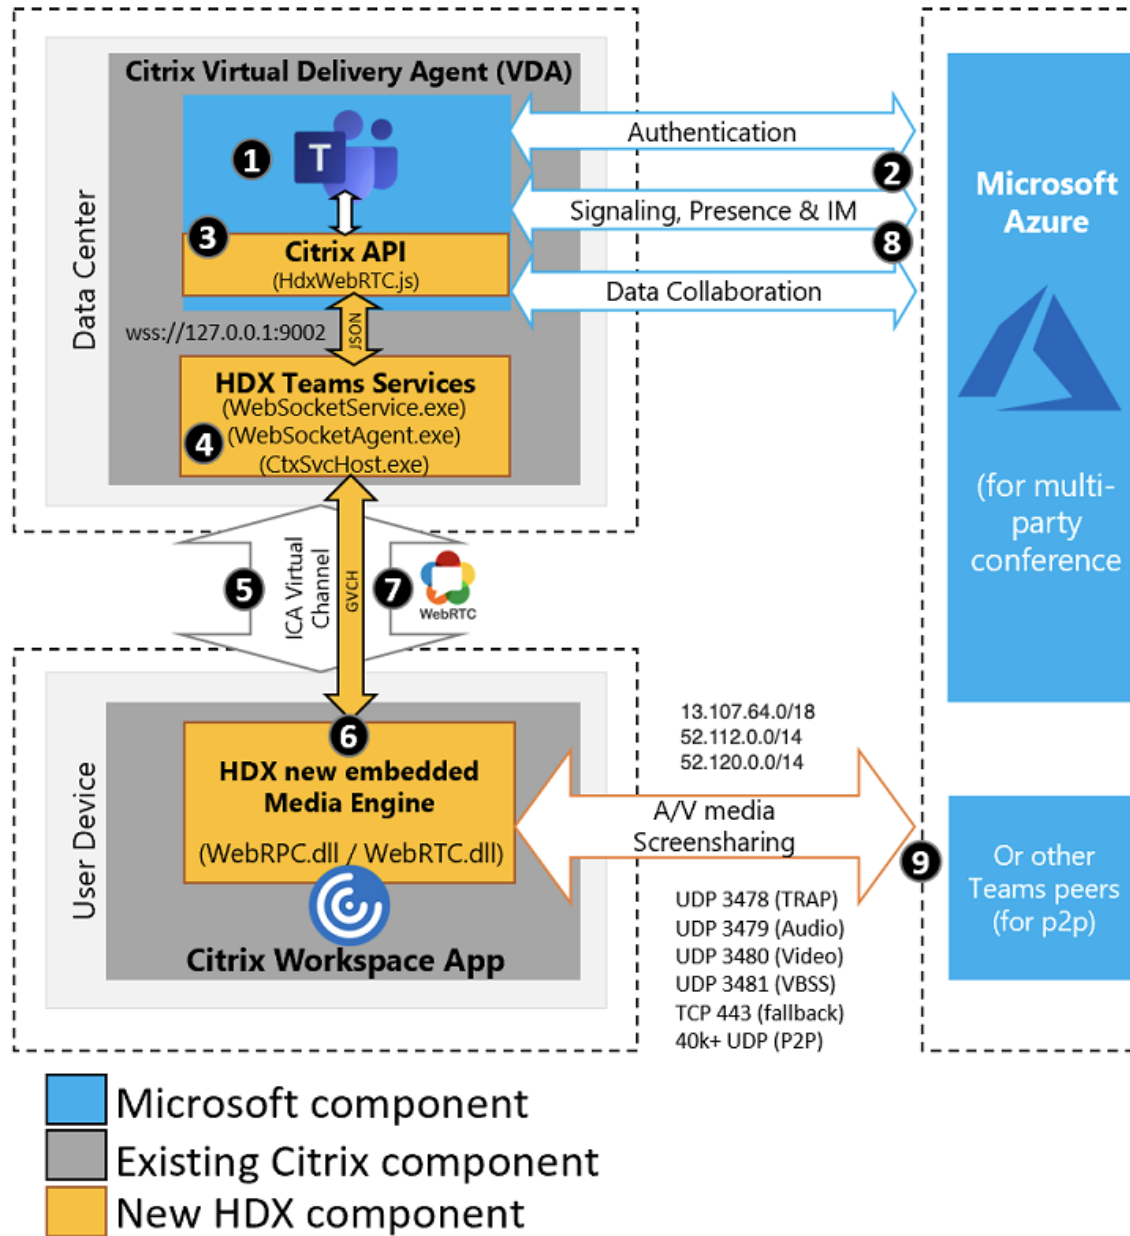 Citrix Virtual Delivery Agent (VDA)
T
1
Authentication
2
Signaling, Presence & IM
3
Citrix API
(HdxWebRTC.js)
8
Data Collaboration
Microsoft
Azure
Data Center
wss://127.0.0.1:9002
JSON
HDX Teams Services
(WebSocketService.exe)
(WebSocketAgent.exe)
4
(CtxSvcHost.exe)
(for multi-
party
conference
5
ICA Virtual
Channel
GVCH
7
WebRTC
6
HDX new embedded
Media Engine
(WebRPC.dll / WebRTC.dll)
User Device
Citrix Workspace App
13.107.64.0/18
52.112.0.0/14
52.120.0.0/14
A/V media
Screensharing
9
Or other
Teams peers
(for p2p)
UDP 3478 (TRAP)
UDP 3479 (Audio)
UDP 3480 (Video)
UDP 3481 (VBSS)
TCP 443 (fallback)
40k+ UDP (P2P)
Microsoft component
Existing Citrix component
New HDX component